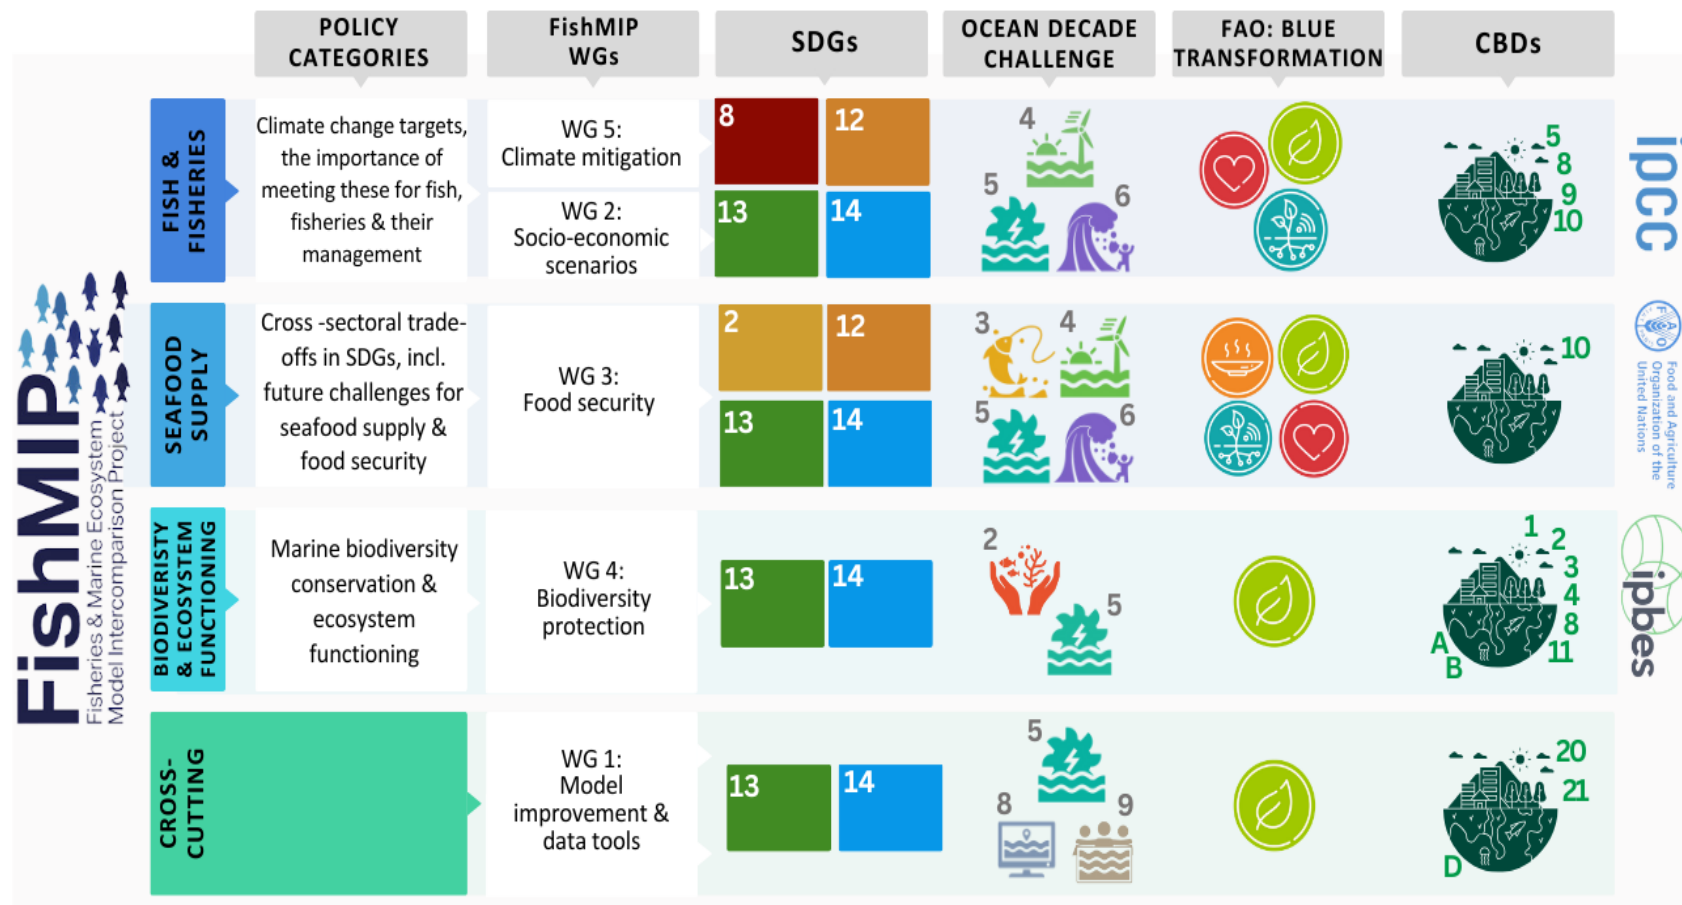 POLICY
CATEGORIES
FishMIP
WGs
SDGs
OCEAN DECADE
CHALLENGE
FAO: BLUE
TRANSFORMATION
CBDs
FISH &
FISHERIES
Climate change targets,
the importance of
meeting these for fish,
fisheries & their
management
WG 5:
Climate mitigation
WG 2:
Socio-economic
scenarios
8
12
13
14
4
5
6
5
8
9
10
ipcc
SEAFOOD
SUPPLY
Cross -sectoral trade-
offs in SDGs, incl.
future challenges for
seafood supply &
food security
WG 3:
Food security
2
12
13
14
3
4
5
6
10
FAO
Food and Agriculture
Organization of the
United Nations
BIODIVERISTY
& ECOSYSTEM
FUNCTIONING
Marine biodiversity
conservation &
ecosystem
functioning
WG 4:
Biodiversity
protection
13
14
2
5
1
2
3
4
8
11
A
B
ipbes
CROSS-
CUTTING
WG 1:
Model
improvement &
data tools
13
14
5
8
9
20
21
D
FishMIP
Fisheries & Marine Ecosystem
Model Intercomparison Project